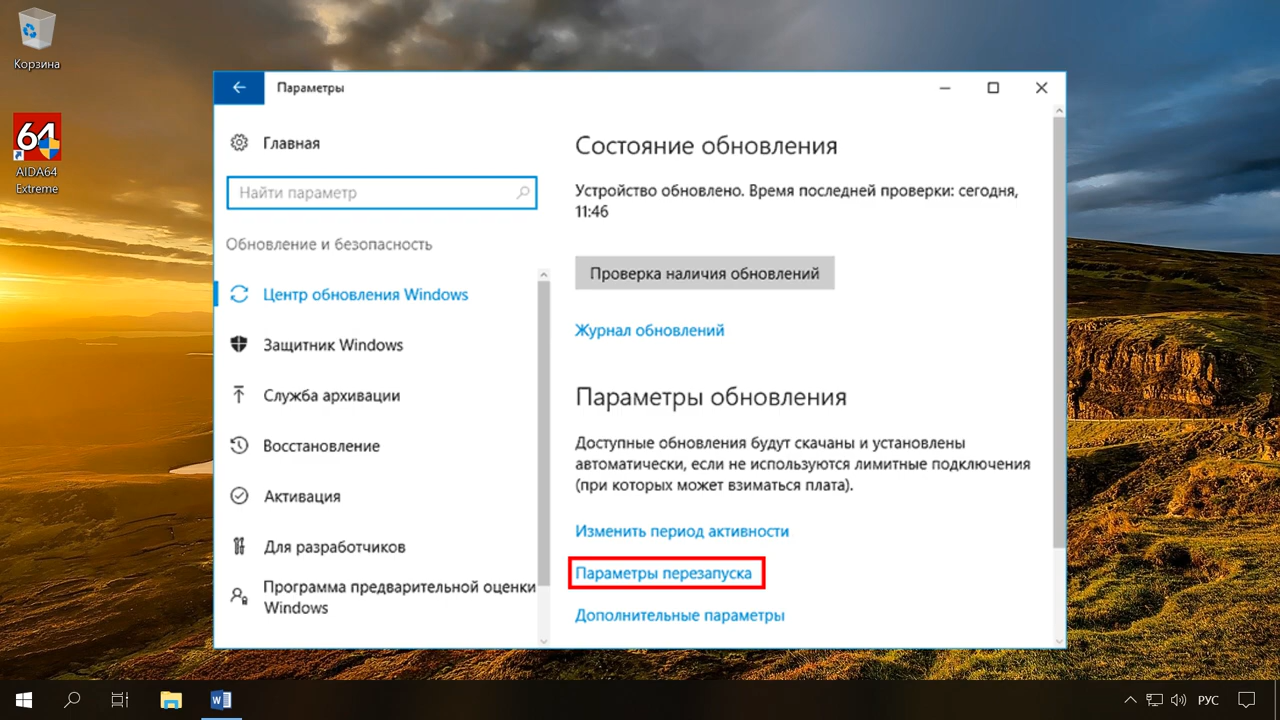 Корзина
64
AIDA64
Extreme
Параметры
Главная
Найти параметр
Обновление и безопасность
Центр обновления Windows
Защитник Windows
Служба архивации
Восстановление
Активация
Для разработчиков
Программа предварительной оценки
Windows
Состояние обновления
Устройство обновлено. Время последней проверки: сегодня,
11:46
Проверка наличия обновлений
Журнал обновлений
Параметры обновления
Доступные обновления будут скачаны и установлены
автоматически, если не используются лимитные подключения
(при которых может взиматься плата).
Изменить период активности
Параметры перезапуска
Дополнительные параметры
W
РУС